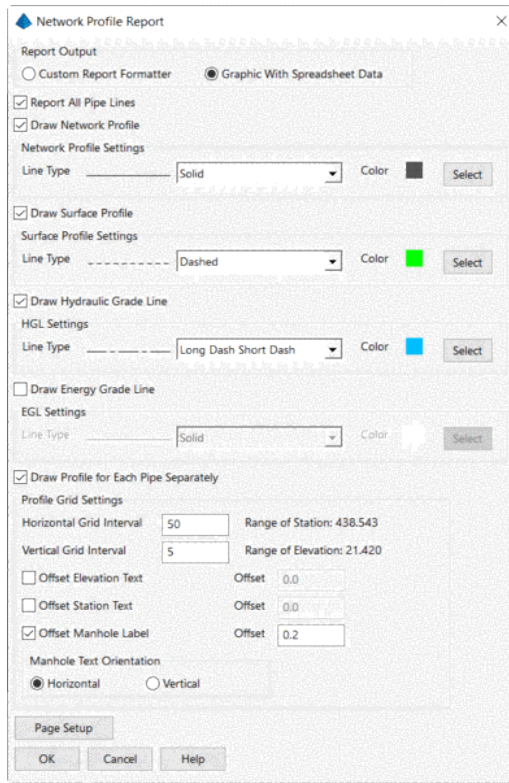 Network Profile Report
Report Output
Custom Report Formatter Graphic With Spreadsheet Data
Report All Pipe Lines
Draw Network Profile
Network Profile Settings
Line Type Solid Color Select
Draw Surface Profile
Surface Profile Settings
Line Type Dashed Color Select
Draw Hydraulic Grade Line
HGL Settings
Line Type Long Dash Short Dash Color Select
Draw Energy Grade Line
EGL Settings
Line Type Solid Color Select
Draw Profile for Each Pipe Separately
Profile Grid Settings
Horizontal Grid Interval 50 Range of Station: 438.543
Vertical Grid Interval 5 Range of Elevation: 21.420
Offset Elevation Text Offset 0.0
Offset Station Text Offset 0.0
Offset Manhole Label Offset 0.2
Manhole Text Orientation
Horizontal Vertical
Page Setup
OK Cancel Help